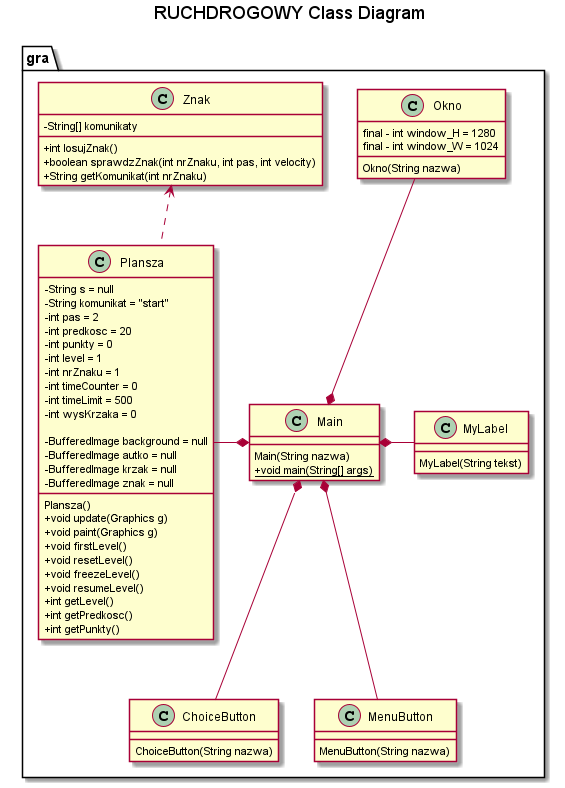 RUCHDROGOWY Class Diagram
gra
C Znak
-String[] komunikaty
+int losujZnak()
+boolean sprawdzZnak(int nrZnaku, int pas, int velocity)
+String getKomunikat(int nrZnaku)
C Okno
final - int window_H = 1280
final - int window_W = 1024
Okno(String nazwa)
C Plansza
-String s = null
-String komunikat = "start"
-int pas = 2
-int predkosc = 20
-int punkty = 0
-int level = 1
-int nrZnaku = 1
-int timeCounter = 0
-int timeLimit = 500
-int wysKrzaka = 0
-BufferedImage background = null
-BufferedImage autko = null
-BufferedImage krzak = null
-BufferedImage znak = null
Plansza()
+void update(Graphics g)
+void paint(Graphics g)
+void firstLevel()
+void resetLevel()
+void freezeLevel()
+void resumeLevel()
+int getLevel()
+int getPredkosc()
+int getPunkty()
C Main
Main(String nazwa)
+void main(String[] args)
C MyLabel
MyLabel(String tekst)
C ChoiceButton
ChoiceButton(String nazwa)
C MenuButton
MenuButton(String nazwa)